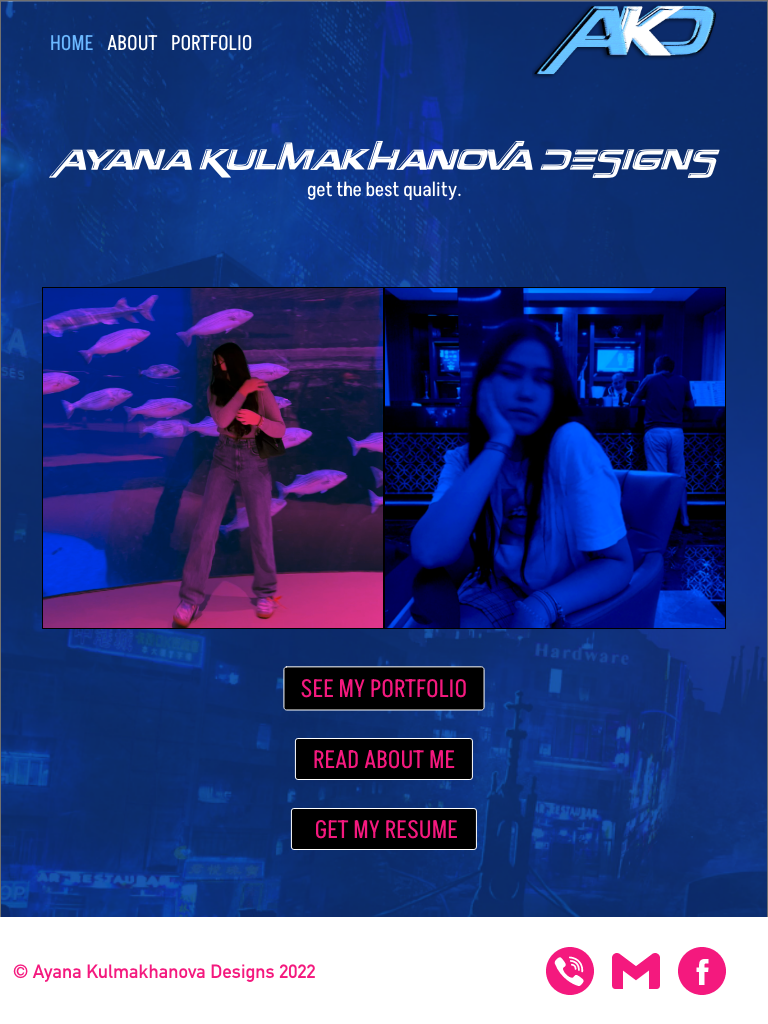 HOME ABOUT PORTFOLIO
AKD
AYANA KULMAKHANOVA DESIGNS
get the best quality.
Hardware
SEE MY PORTFOLIO
READ ABOUT ME
GET MY RESUME
© Ayana Kulmakhanova Designs 2022